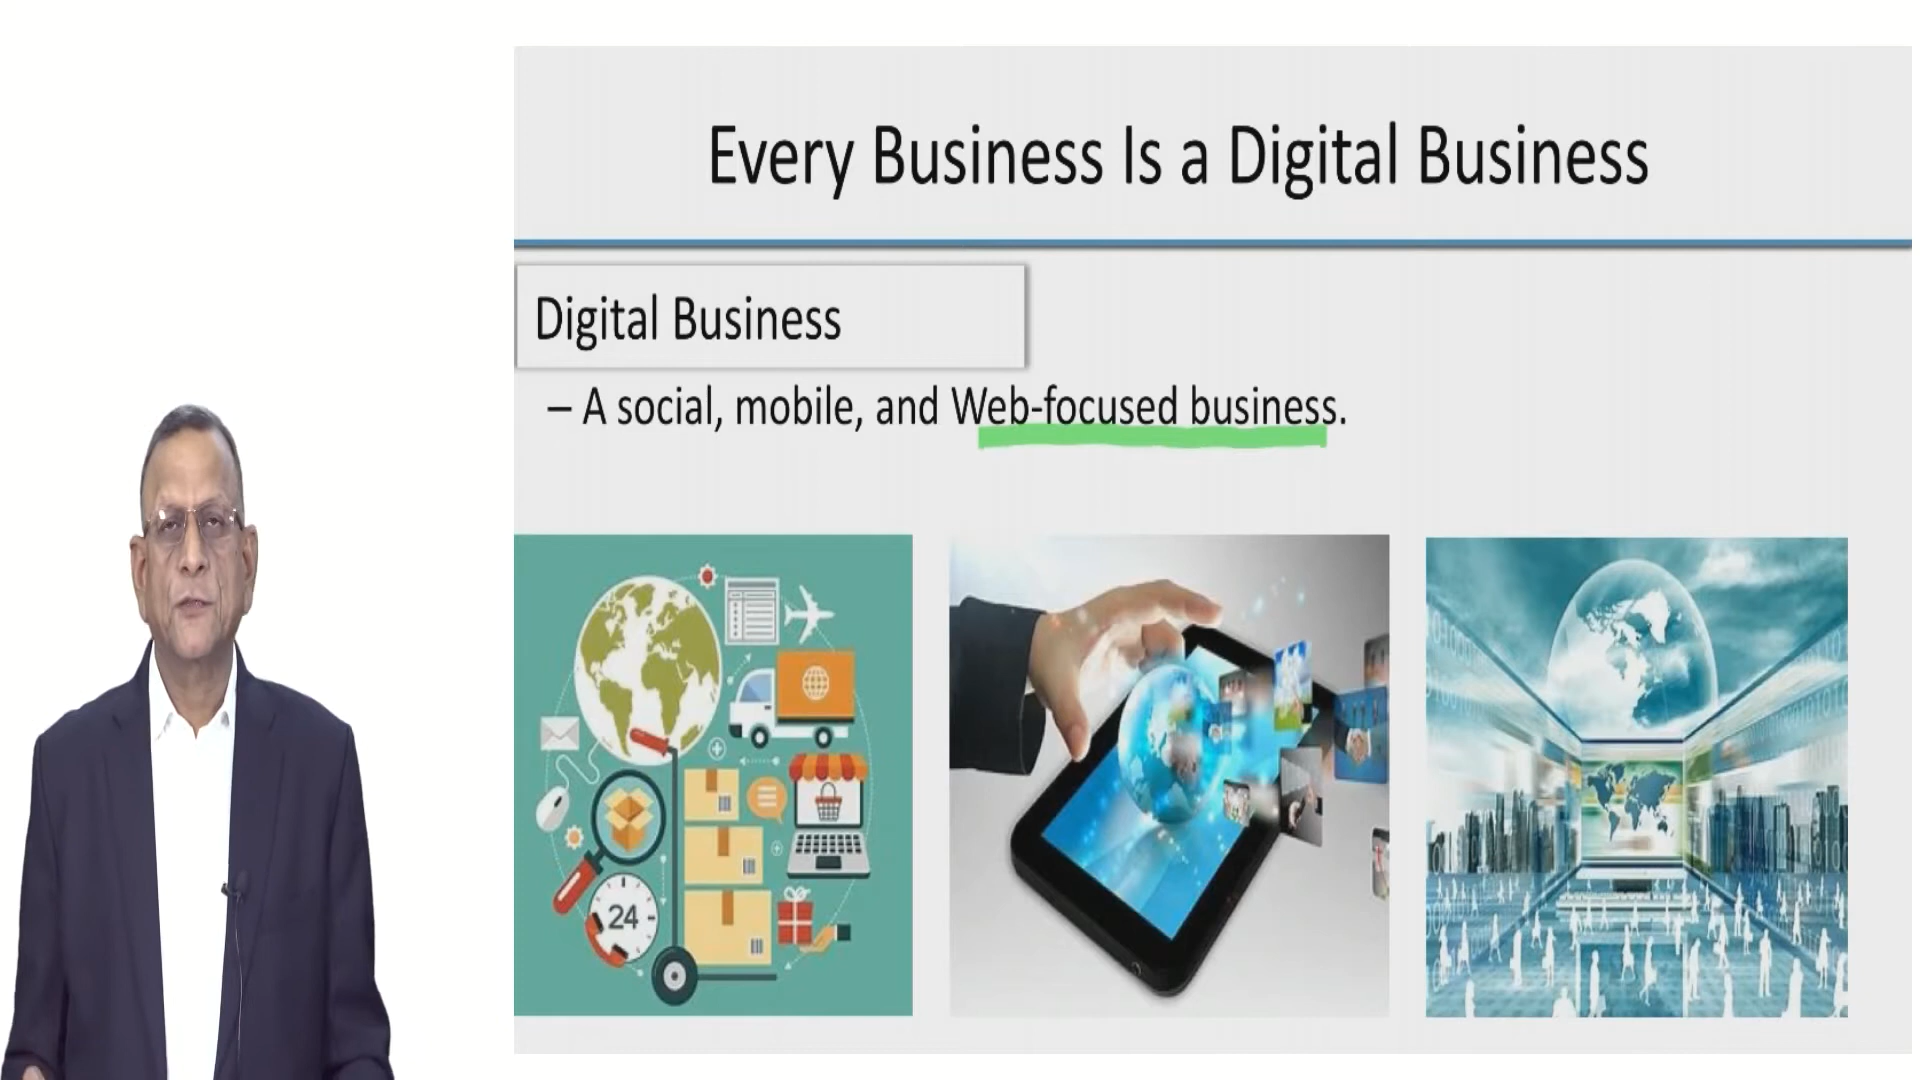 Every Business Is a Digital Business
Digital Business
– A social, mobile, and Web-focused business.
24